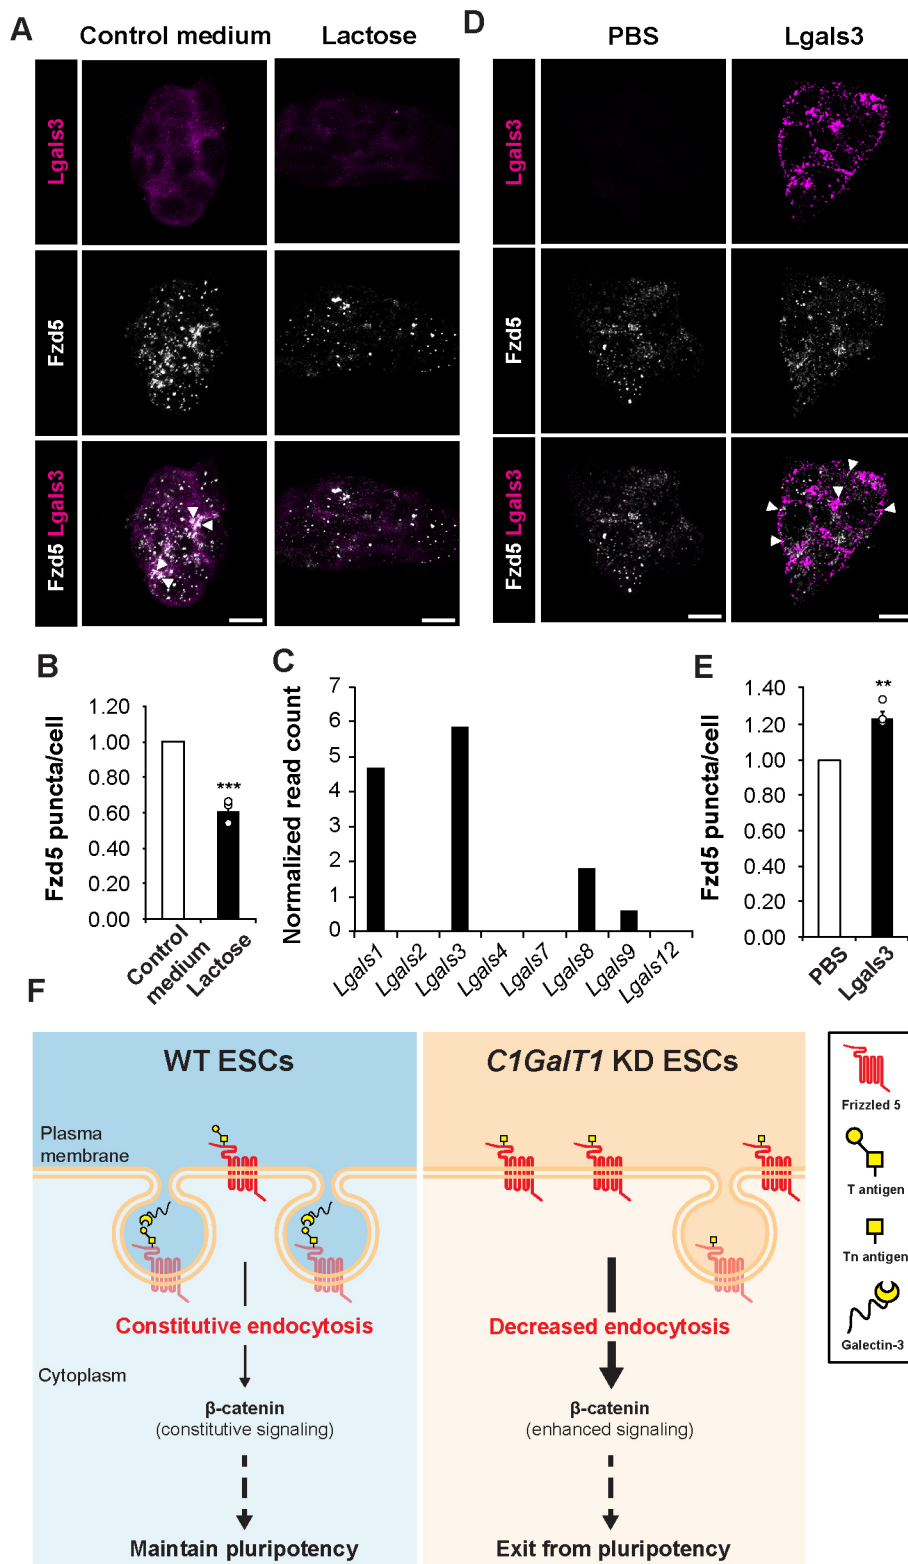 A
Control medium
Lactose
Lgals3
Fzd5
Fzd5 Lgals3
D
PBS
Lgals3
Lgals3
Fzd5
Fzd5 Lgals3
B
Fzd5 puncta/cell
1.20
1.00
0.80
0.60
0.40
0.20
0.00
***
Control
medium
Lactose
C
Normalized read count
7
6
5
4
3
2
1
0
Lgals1
Lgals2
Lgals3
Lgals4
Lgals7
Lgals8
Lgals9
Lgals12
E
Fzd5 puncta/cell
1.40
1.20
1.00
0.80
0.60
0.40
0.20
0.00
**
PBS
Lgals3
F
WT ESCs
Plasma
membrane
Constitutive endocytosis
Cytoplasm
β-catenin
(constitutive signaling)
Maintain pluripotency
C1GalT1 KD ESCs
Decreased endocytosis
β-catenin
(enhanced signaling)
Exit from pluripotency
Frizzled 5
T antigen
Tn antigen
Galectin-3